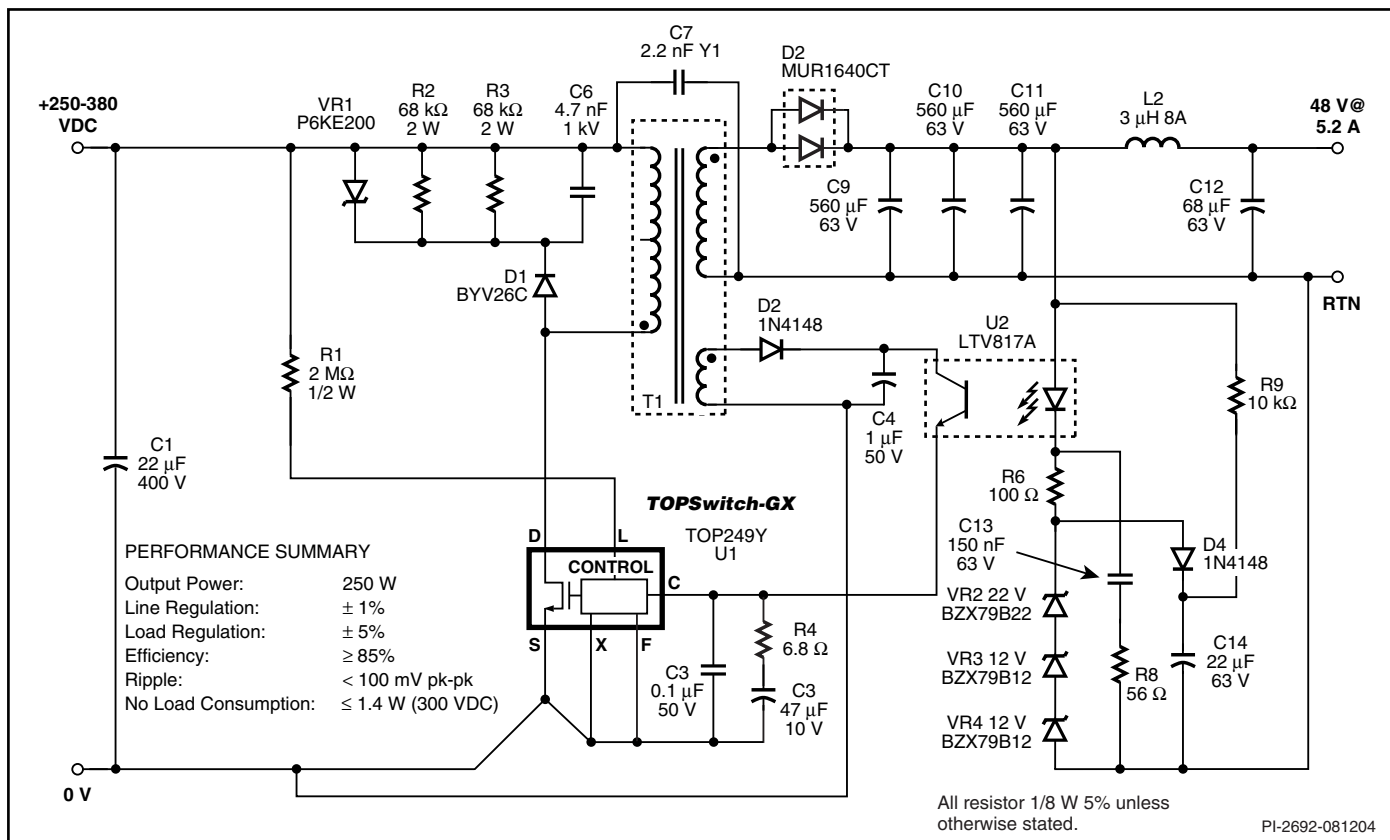 C7
2.2 nF Y1
D2
MUR1640CT
+250-380
VDC
VR1
P6KE200
R2
68 kΩ
2 W
R3
68 kΩ
2 W
C6
4.7 nF
1 kV
C10
560 µF
63 V
C11
560 µF
63 V
L2
3 µH 8A
48 V@
5.2 A
C9
560 µF
63 V
C12
68 µF
63 V
D1
BYV26C
RTN
D2
1N4148
U2
LTV817A
R1
2 MΩ
1/2 W
T1
C4
1 µF
50 V
R9
10 kΩ
C1
22 µF
400 V
R6
100 Ω
TOPSwitch-GX
TOP249Y
U1
D
L
CONTROL
C
S
X
F
C13
150 nF
63 V
D4
1N4148
PERFORMANCE SUMMARY
Output Power: 250 W
Line Regulation: ± 1%
Load Regulation: ± 5%
Efficiency: ≥ 85%
Ripple: < 100 mV pk-pk
No Load Consumption: ≤ 1.4 W (300 VDC)
VR2 22 V
BZX79B22
R4
6.8 Ω
C3
0.1 µF
50 V
C3
47 µF
10 V
VR3 12 V
BZX79B12
R8
56 Ω
C14
22 µF
63 V
VR4 12 V
BZX79B12
0 V
All resistor 1/8 W 5% unless
otherwise stated.
PI-2692-081204